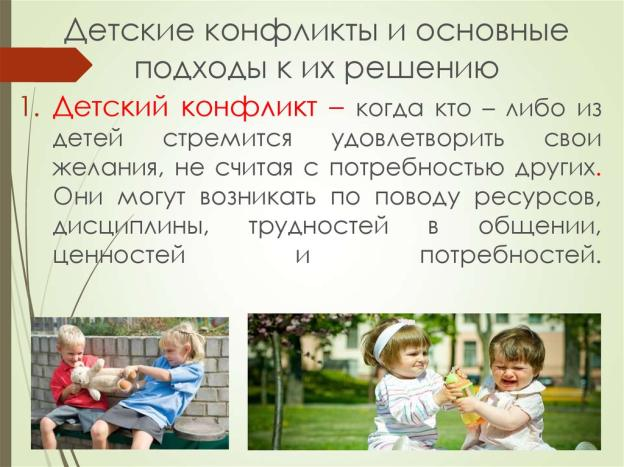 Детские конфликты и основные
подходы к их решению
1. Детский конфликт – когда кто – либо из
детей стремится удовлетворить свои
желания, не считая с потребностью других.
Они могут возникать по поводу ресурсов,
дисциплины, трудностей в общении,
ценностей и потребностей.